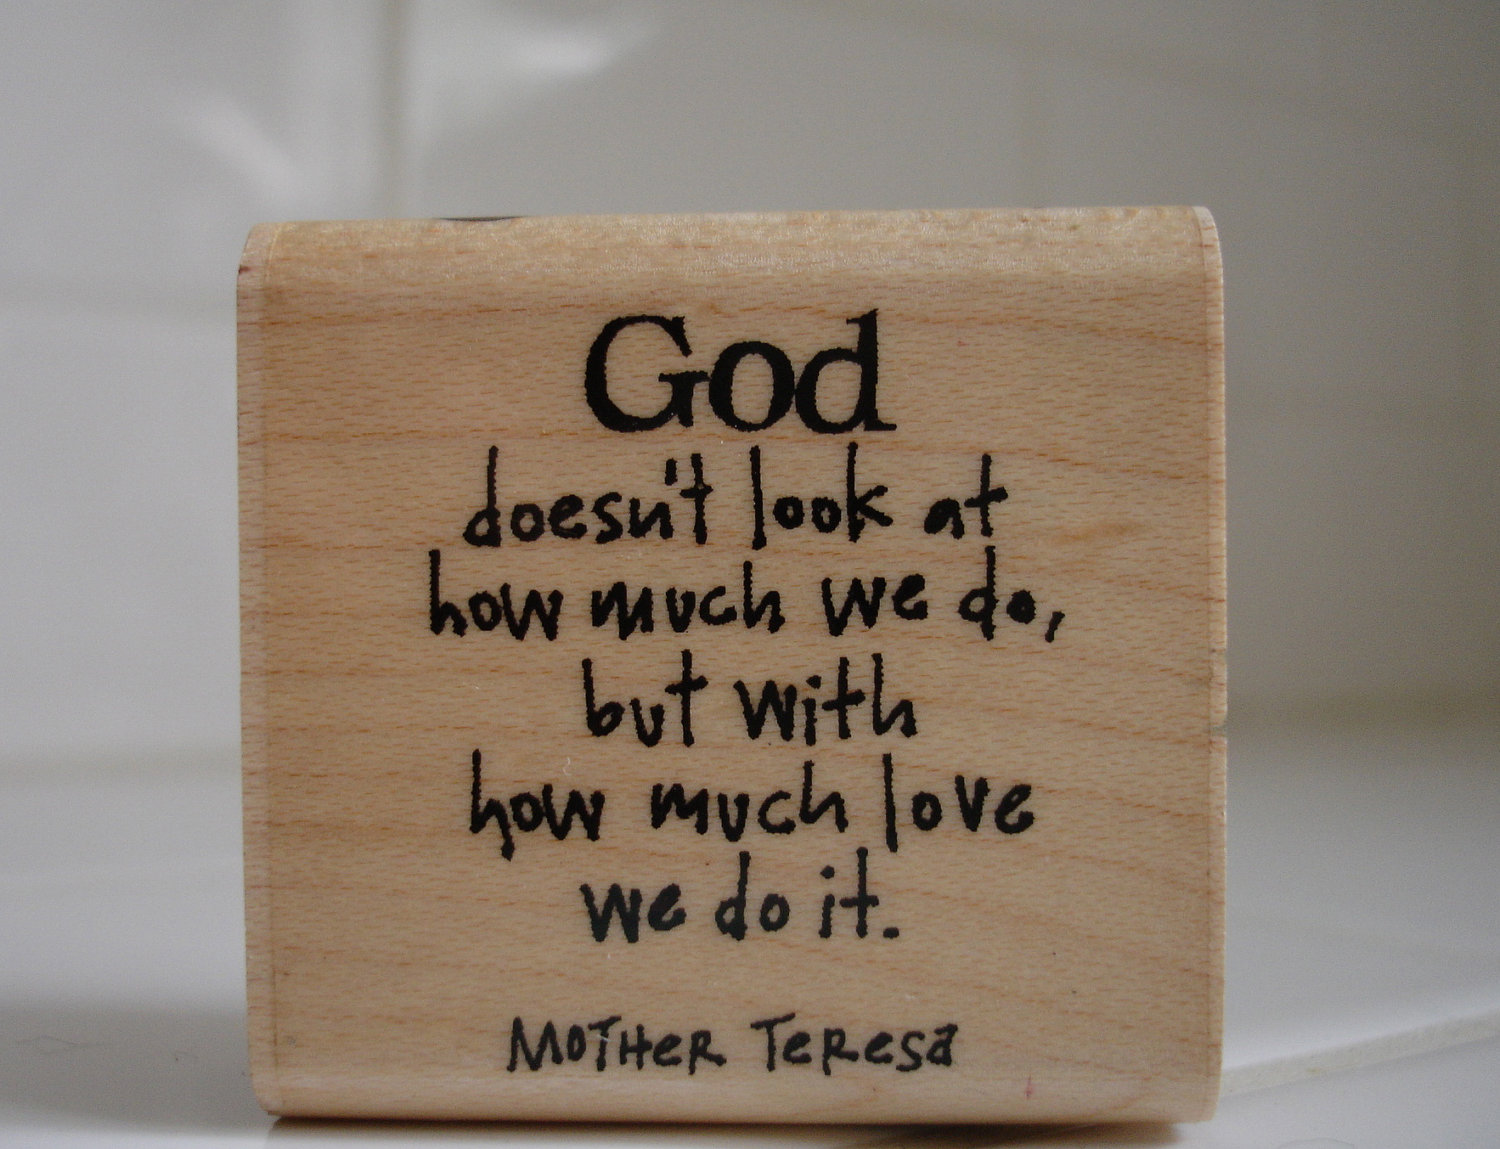 God
doesn't look at
how much we do,
but with
how much love
we do it.
MOTHER TERESA